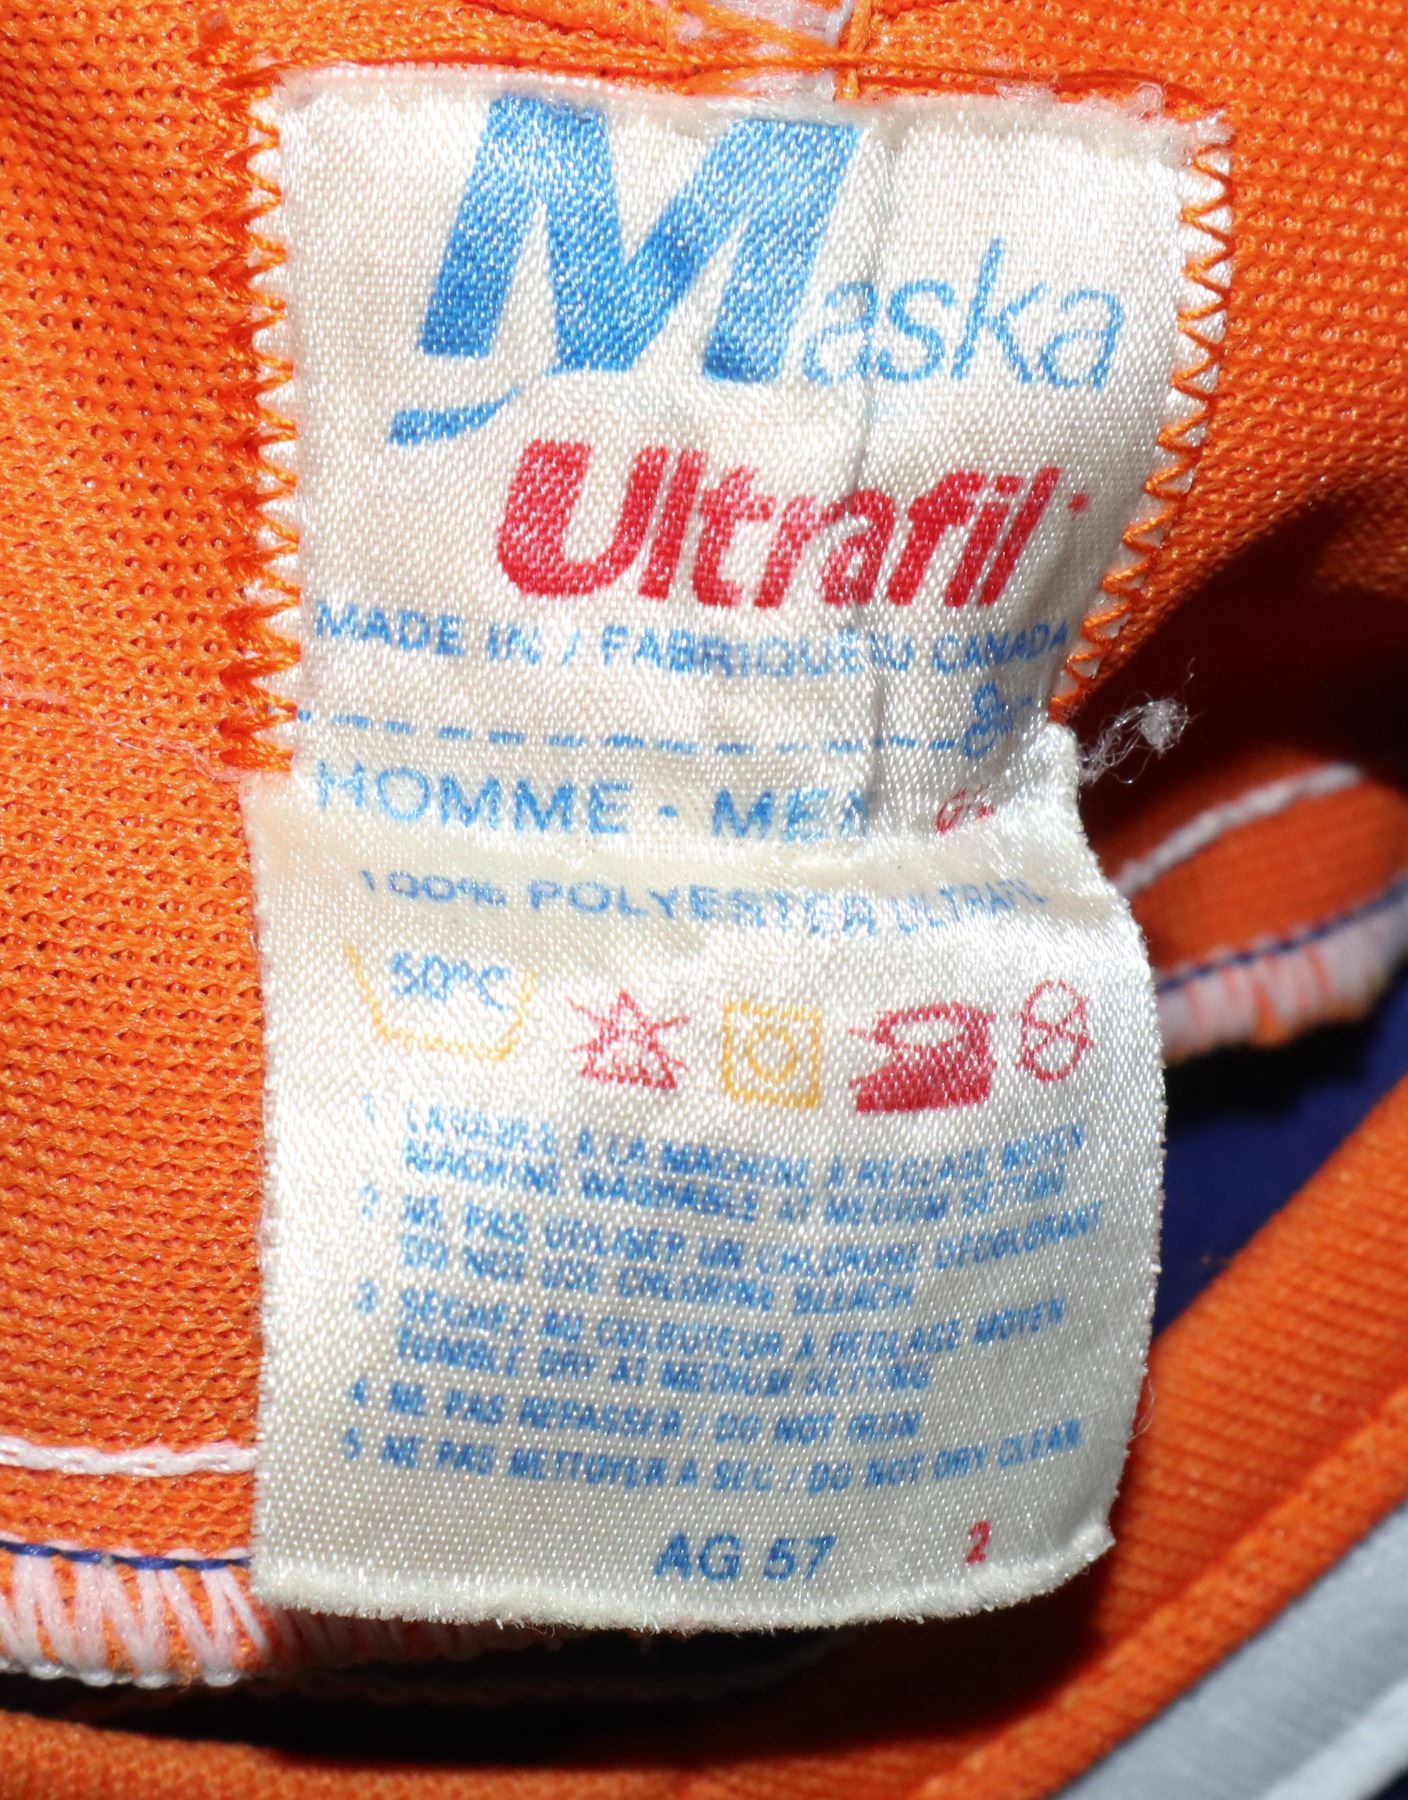 Maska
Ultrafil
MADE IN / FABRIQUÉ AU CANADA
HOMME · MEN
100% POLYESTER ULTRAFIL
50°C
1 LAVABLE A LA MACHINE A REGLAGE MOYEN
MACHINE WASHABLE AT MEDIUM SETTING
2 NE PAS UTILISER UN CHLORINE DECOLORANT
DO NOT USE CHLORINE BLEACH
3 SECHEZ AU CULBUTEUR A REGLAGE MOYEN
TUMBLE DRY AT MEDIUM SETTING
4 NE PAS REPASSER / DO NOT IRON
5 NE PAS NETTOYER A SEC / DO NOT DRY CLEAN
AG 57 2